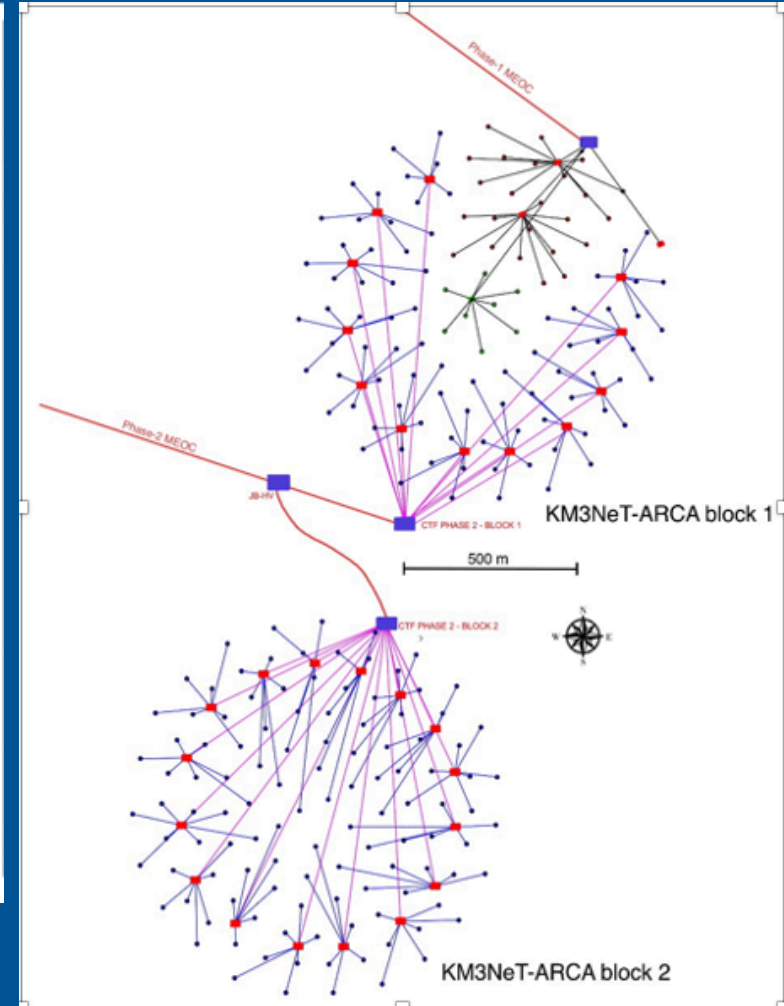 Phase-1 MEOC
Phase-2 MEOC
JB-HV
CTF PHASE 2 - BLOCK 1
KM3NeT-ARCA block 1
500 m
CTF PHASE 2 - BLOCK 2
N
W
E
S
KM3NeT-ARCA block 2